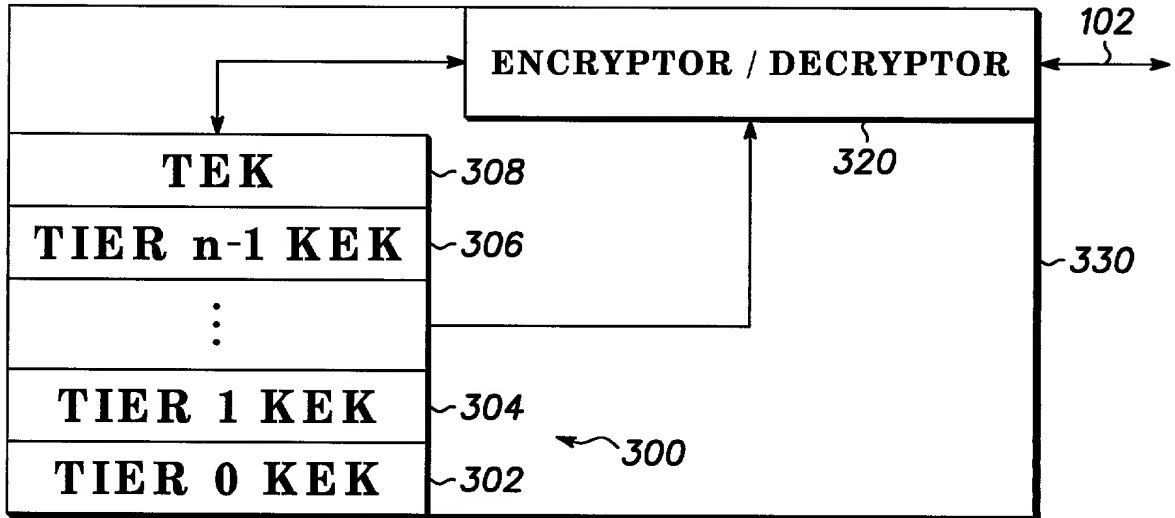 102
ENCRYPTOR / DECRYPTOR
320
TEK
308
TIER n-1 KEK
306
330
⋮
TIER 1 KEK
304
300
TIER 0 KEK
302